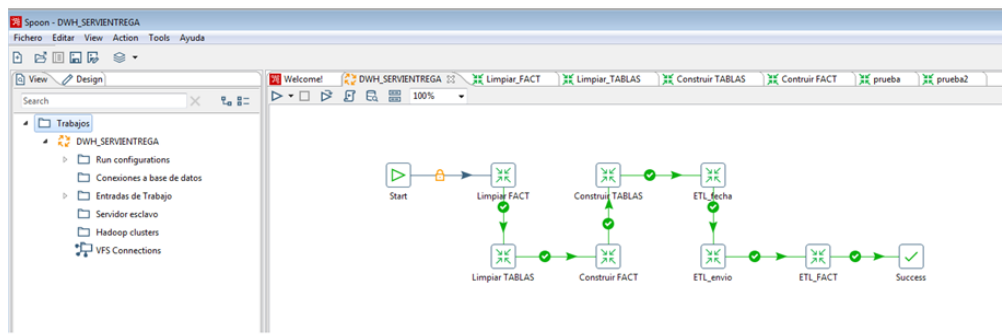 Spoon - DWH_SERVIENTREGA
Fichero Editar View Action Tools Ayuda
View Design
Search
Trabajos
DWH_SERVIENTREGA
Run configurations
Conexiones a base de datos
Entradas de Trabajo
Servidor esclavo
Hadoop clusters
VFS Connections
Welcome! DWH_SERVIENTREGA Limpiar_FACT Limpiar_TABLAS Construir TABLAS Contruir FACT prueba prueba2
100%
Start Limpiar FACT Construir TABLAS ETL_fecha
Limpiar TABLAS Construir FACT ETL_envio ETL_FACT Success